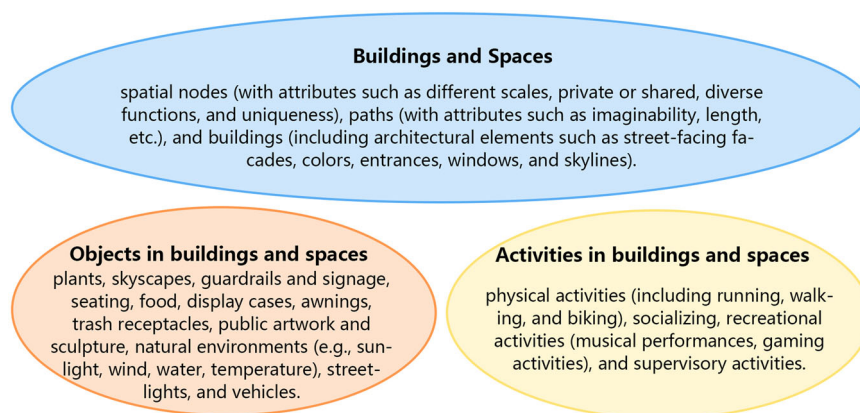 Buildings and Spaces
spatial nodes (with attributes such as different scales, private or shared, diverse
functions, and uniqueness), paths (with attributes such as imaginability, length,
etc.), and buildings (including architectural elements such as street-facing fa-
cades, colors, entrances, windows, and skylines).
Objects in buildings and spaces
plants, skyscapes, guardrails and signage,
seating, food, display cases, awnings,
trash receptacles, public artwork and
sculpture, natural environments (e.g., sun-
light, wind, water, temperature), street-
lights, and vehicles.
Activities in buildings and spaces
physical activities (including running, walk-
ing, and biking), socializing, recreational
activities (musical performances, gaming
activities), and supervisory activities.